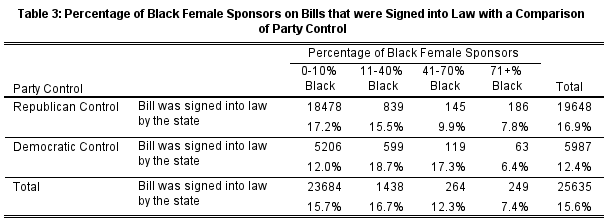 Table 3: Percentage of Black Female Sponsors on Bills that were Signed into Law with a Comparison
of Party Control
Percentage of Black Female Sponsors
0-10% 11-40% 41-70% 71+%
Party Control Black Black Black Black Total
Republican Control Bill was signed into law 18478 839 145 186 19648
by the state 17.2% 15.5% 9.9% 7.8% 16.9%
Democratic Control Bill was signed into law 5206 599 119 63 5987
by the state 12.0% 18.7% 17.3% 6.4% 12.4%
Total Bill was signed into law 23684 1438 264 249 25635
by the state 15.7% 16.7% 12.3% 7.4% 15.6%